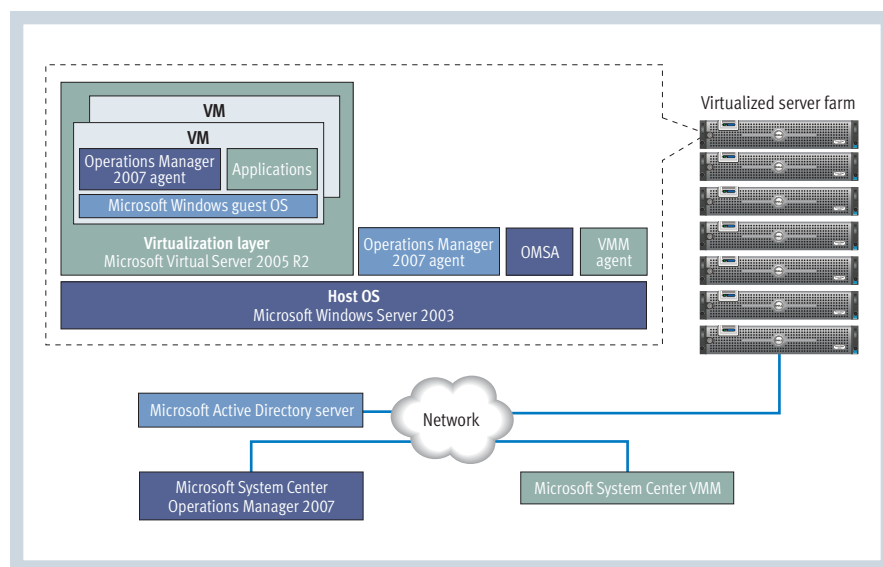 Virtualized server farm
VM
VM
Operations Manager
2007 agent
Applications
Microsoft Windows guest OS
Virtualization layer
Microsoft Virtual Server 2005 R2
Operations Manager
2007 agent
OMSA
VMM
agent
Host OS
Microsoft Windows Server 2003
Microsoft Active Directory server
Network
Microsoft System Center
Operations Manager 2007
Microsoft System Center VMM